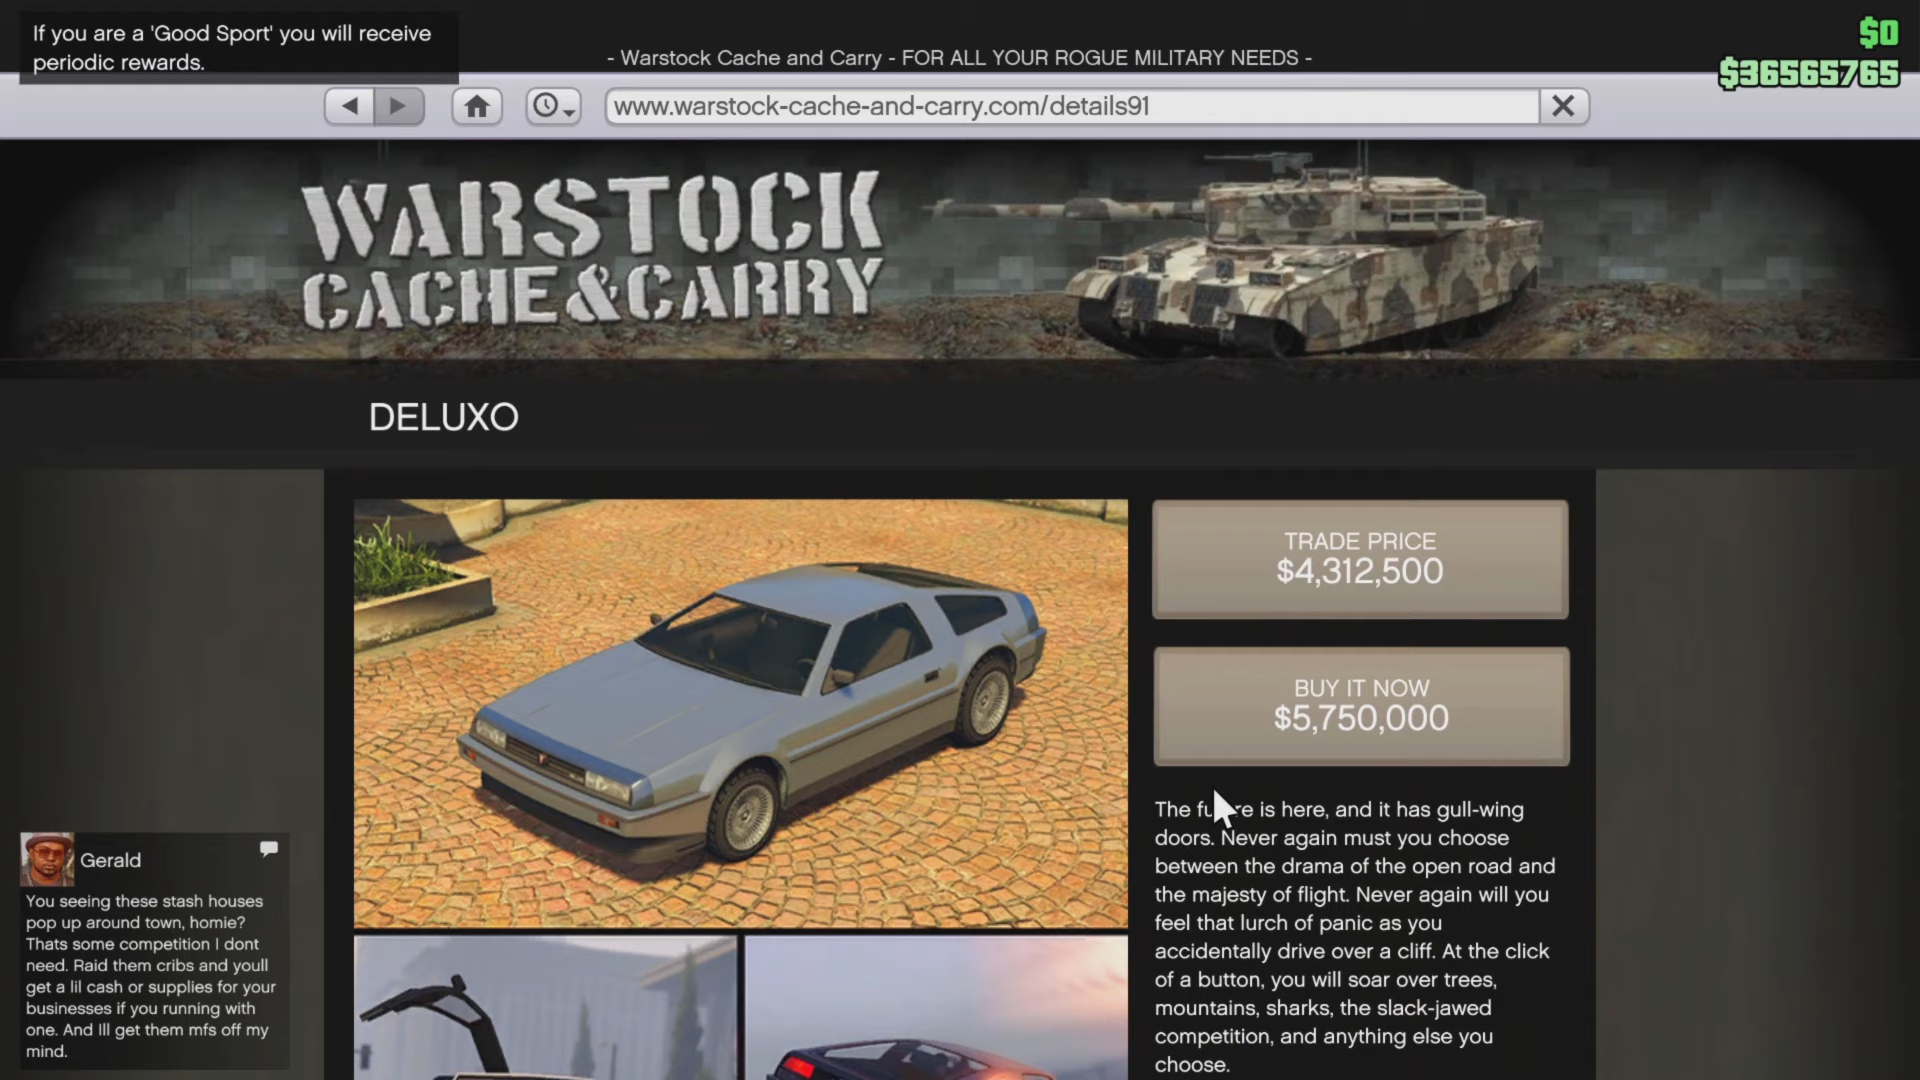 If you are a 'Good Sport' you will receive
periodic rewards.
- Warstock Cache and Carry - FOR ALL YOUR ROGUE MILITARY NEEDS -
$0
$36565765
www.warstock-cache-and-carry.com/details91
WARSTOCK
CACHE & CARRY
DELUXO
TRADE PRICE
$4,312,500
BUY IT NOW
$5,750,000
The fu re is here, and it has gull-wing
doors. Never again must you choose
between the drama of the open road and
the majesty of flight. Never again will you
feel that lurch of panic as you
accidentally drive over a cliff. At the click
of a button, you will soar over trees,
mountains, sharks, the slack-jawed
competition, and anything else you
choose.
Gerald
You seeing these stash houses
pop up around town, homie?
Thats some competition I dont
need. Raid them cribs and youll
get a lil cash or supplies for your
businesses if you running with
one. And Ill get them mfs off my
mind.